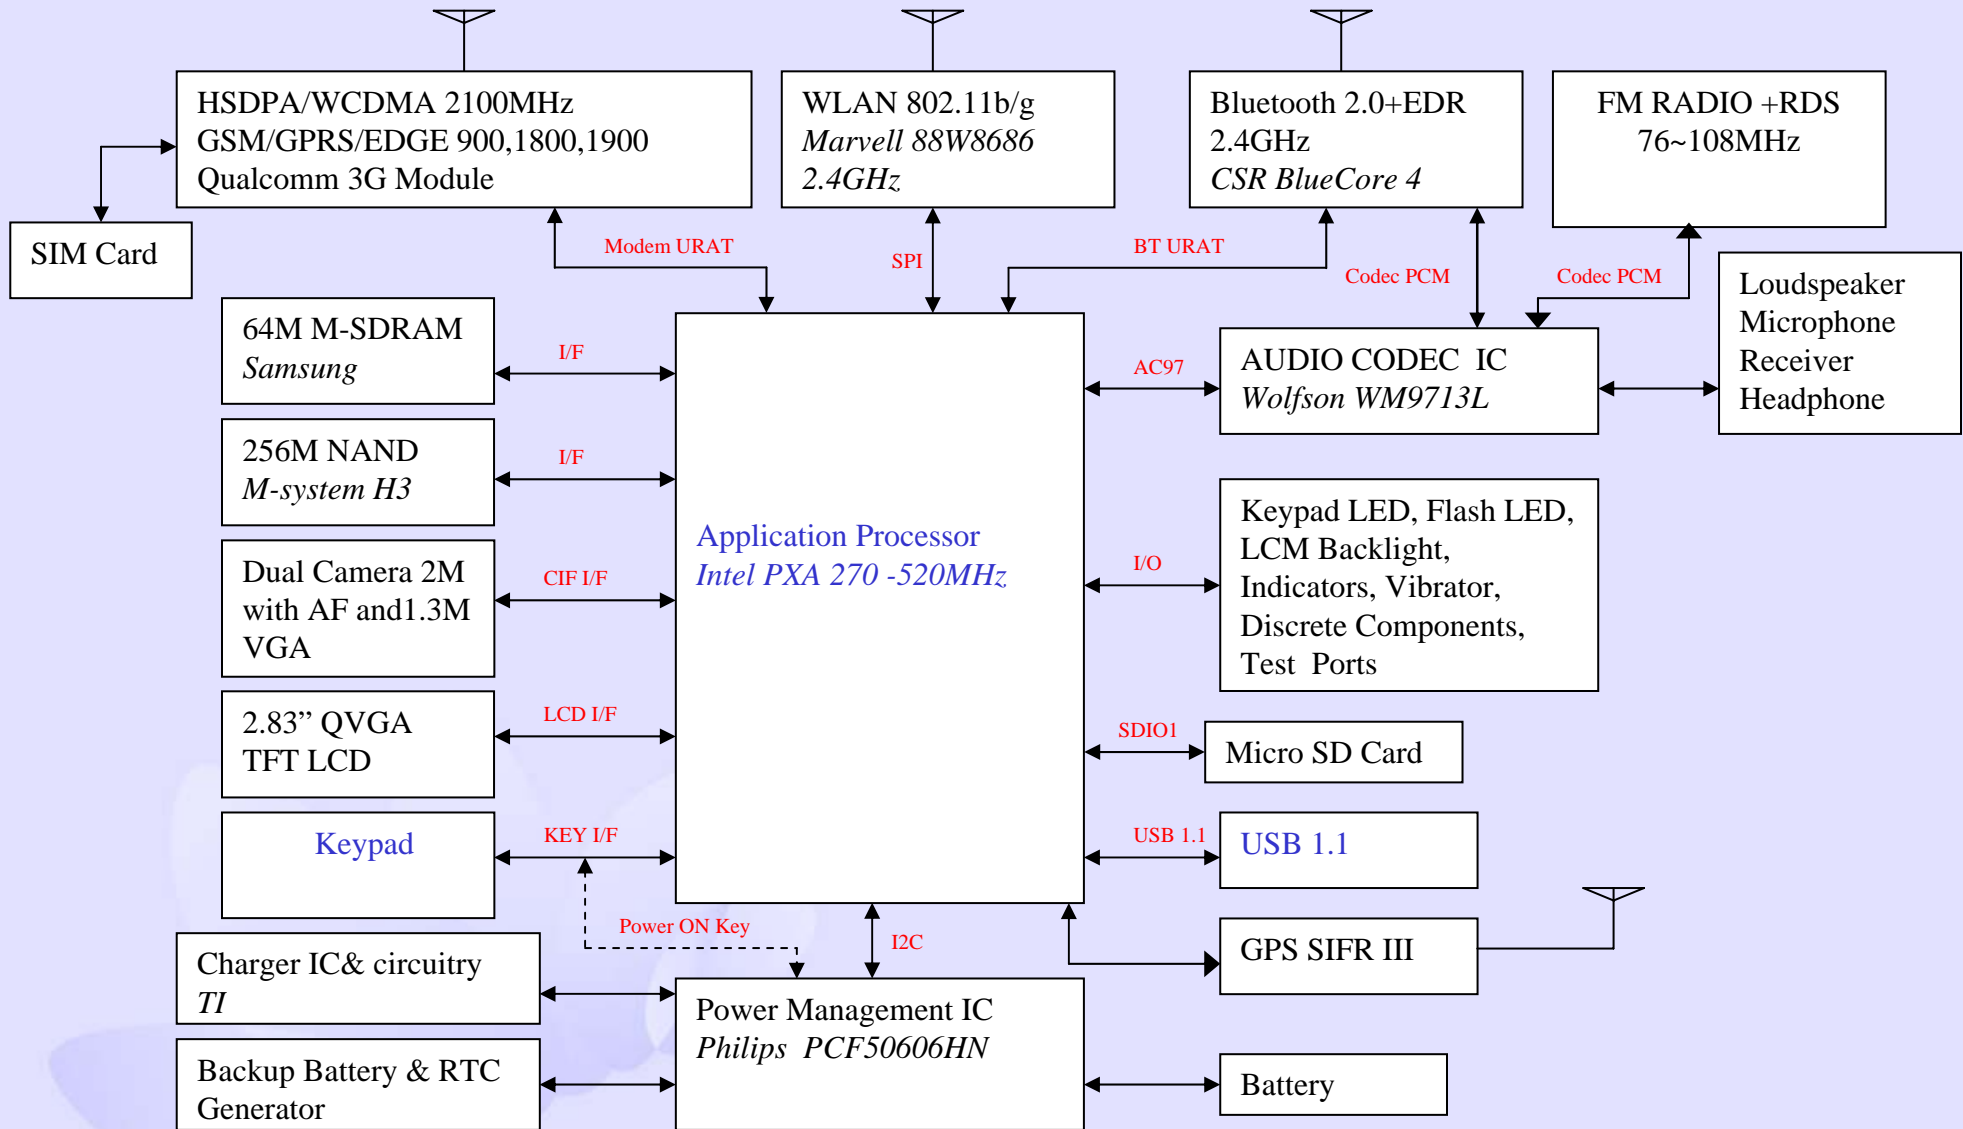 HSDPA/WCDMA 2100MHz
GSM/GPRS/EDGE 900,1800,1900
Qualcomm 3G Module
WLAN 802.11b/g
Marvell 88W8686
2.4GHz
Bluetooth 2.0+EDR
2.4GHz
CSR BlueCore 4
FM RADIO +RDS
76~108MHz
SIM Card
Modem URAT
SPI
BT URAT
Codec PCM
Codec PCM
Loudspeaker
Microphone
Receiver
Headphone
64M M-SDRAM
Samsung
I/F
AC97
AUDIO CODEC IC
Wolfson WM9713L
256M NAND
M-system H3
I/F
Application Processor
Intel PXA 270 -520MHz
I/O
Keypad LED, Flash LED,
LCM Backlight,
Indicators, Vibrator,
Discrete Components,
Test Ports
Dual Camera 2M
with AF and1.3M
VGA
CIF I/F
2.83” QVGA
TFT LCD
LCD I/F
SDIO1
Micro SD Card
Keypad
KEY I/F
USB 1.1
USB 1.1
Power ON Key
I2C
GPS SIFR III
Charger IC& circuitry
TI
Power Management IC
Philips PCF50606HN
Backup Battery & RTC
Generator
Battery